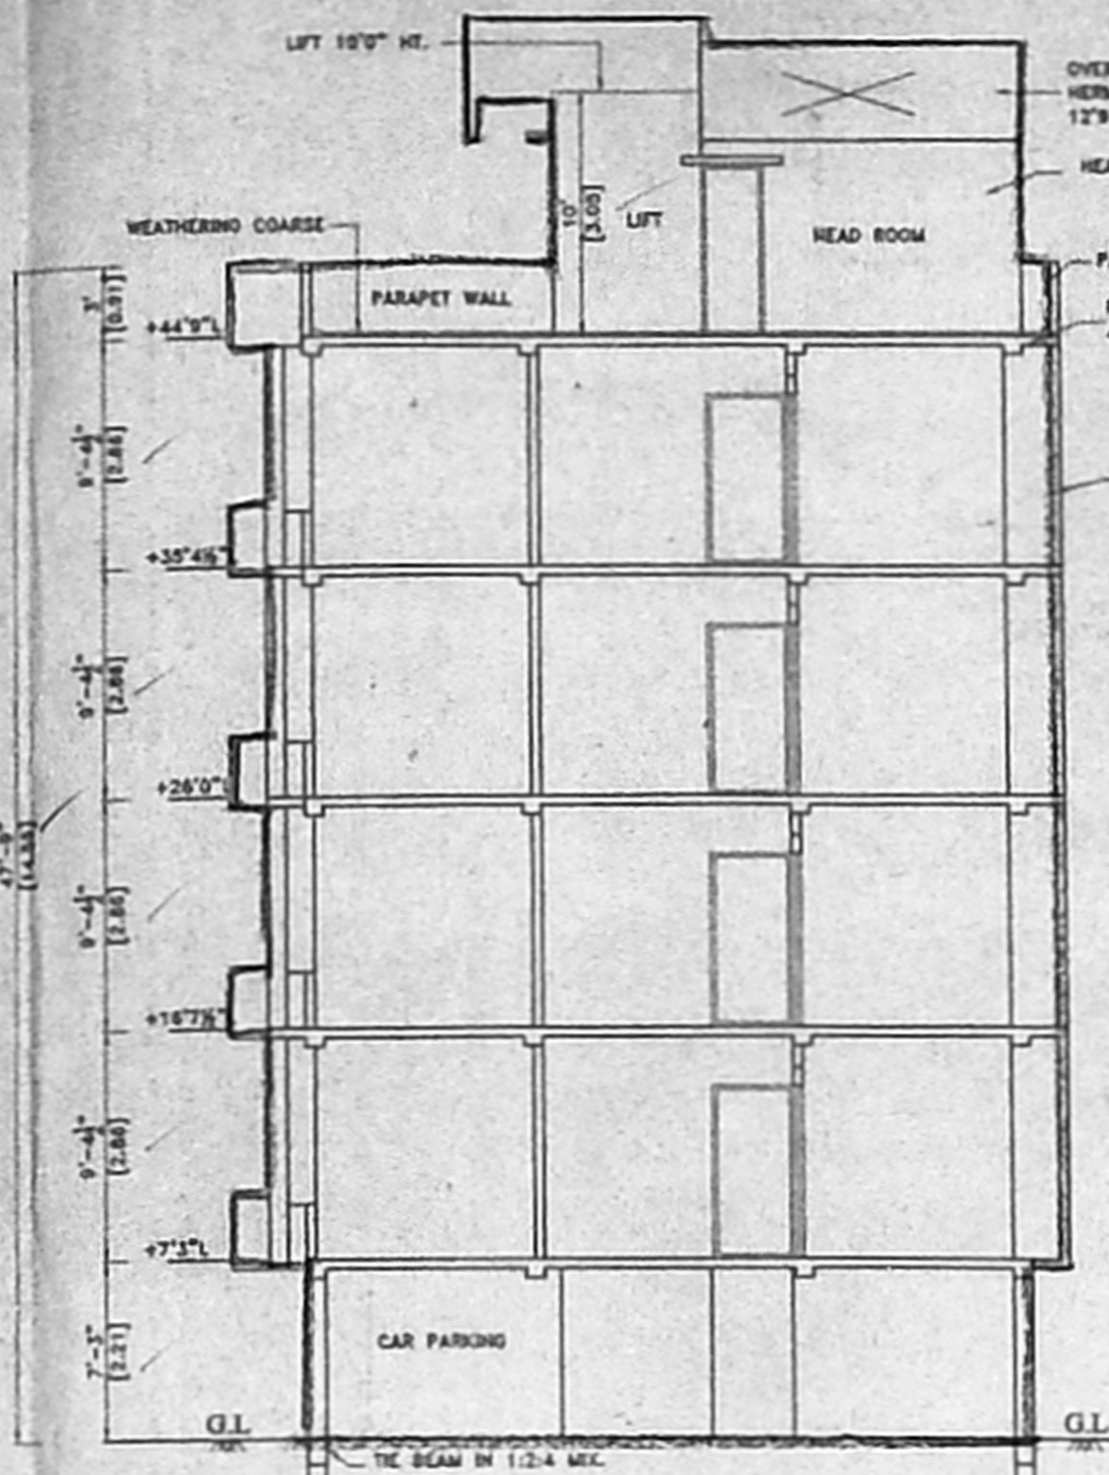 LIFT 10'0" HT.
OVER
12'9
LIFT
10'
[3.05]
HEAD ROOM
WEATHERING COARSE
PARAPET WALL
3'
[0.91]
+44'9"L
9'-4½"
[2.86]
+35'4½"
9'-4½"
[2.86]
+26'0"L
9'-4½"
[2.86]
+16'7½"
9'-4½"
[2.86]
+7'3"L
7'-3"
[2.21]
CAR PARKING
G.L
G.L
TIE BEAM IN 1:2:4 MIX.